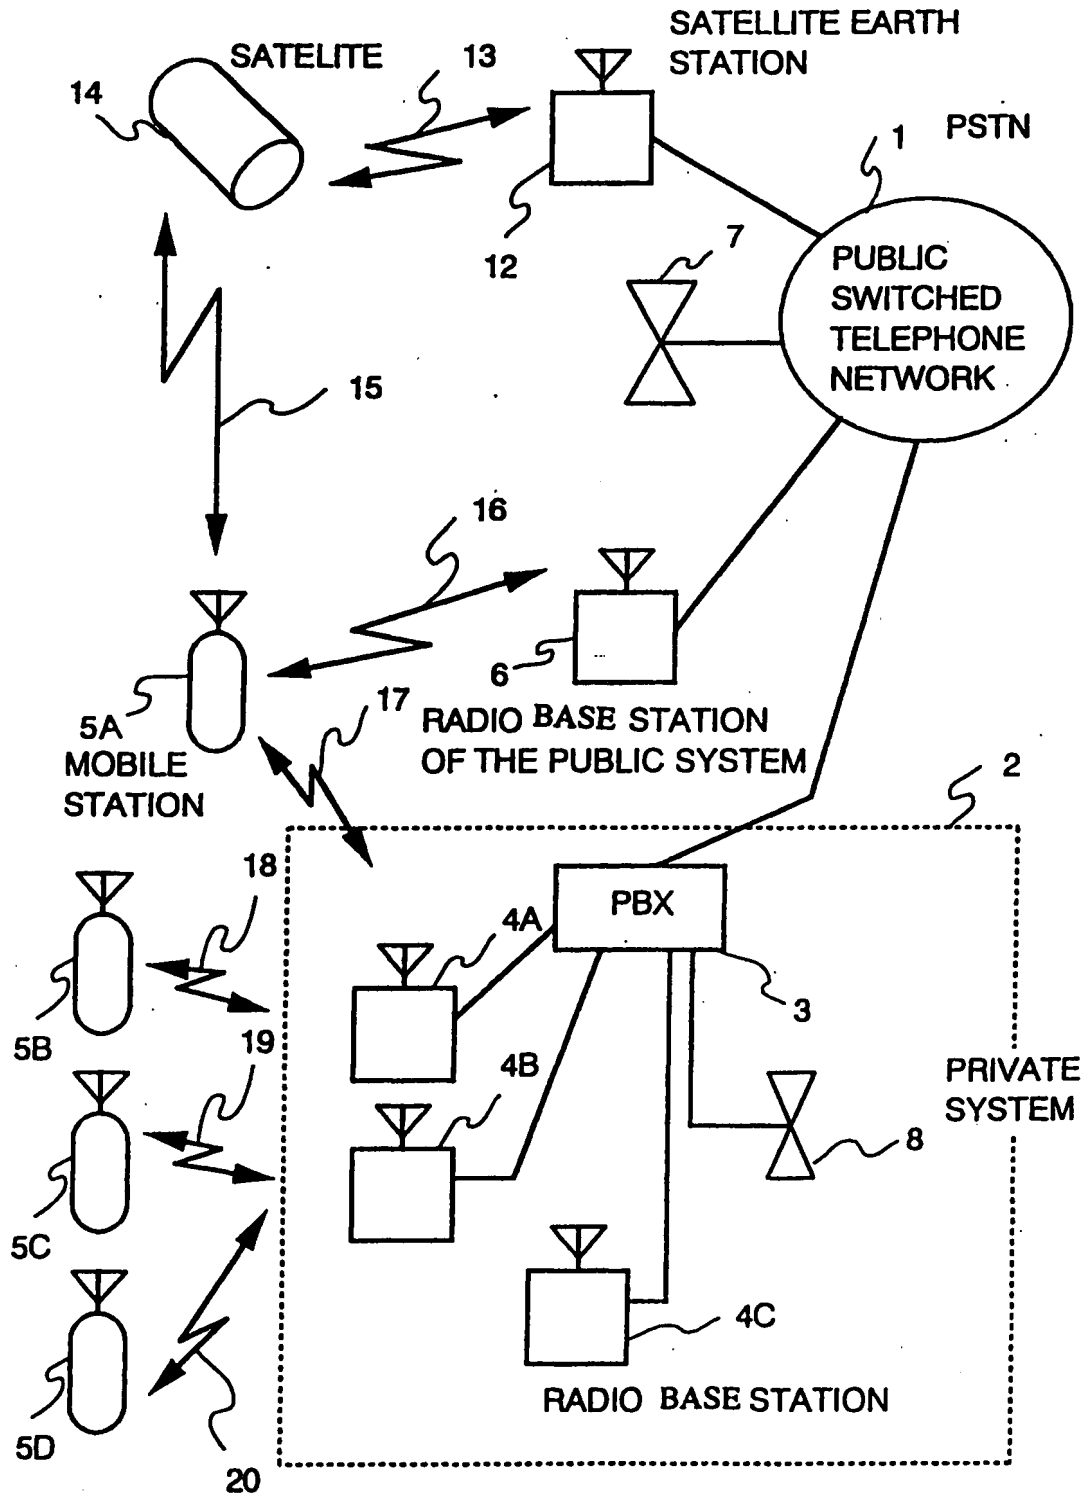 SATELITE
13
SATELLITE EARTH
STATION
14
1
PSTN
12
7
PUBLIC
SWITCHED
TELEPHONE
NETWORK
15
16
6
17
5A
MOBILE
STATION
RADIO BASE STATION
OF THE PUBLIC SYSTEM
2
18
PBX
4A
3
5B
19
4B
PRIVATE
SYSTEM
8
5C
4C
RADIO BASE STATION
5D
20